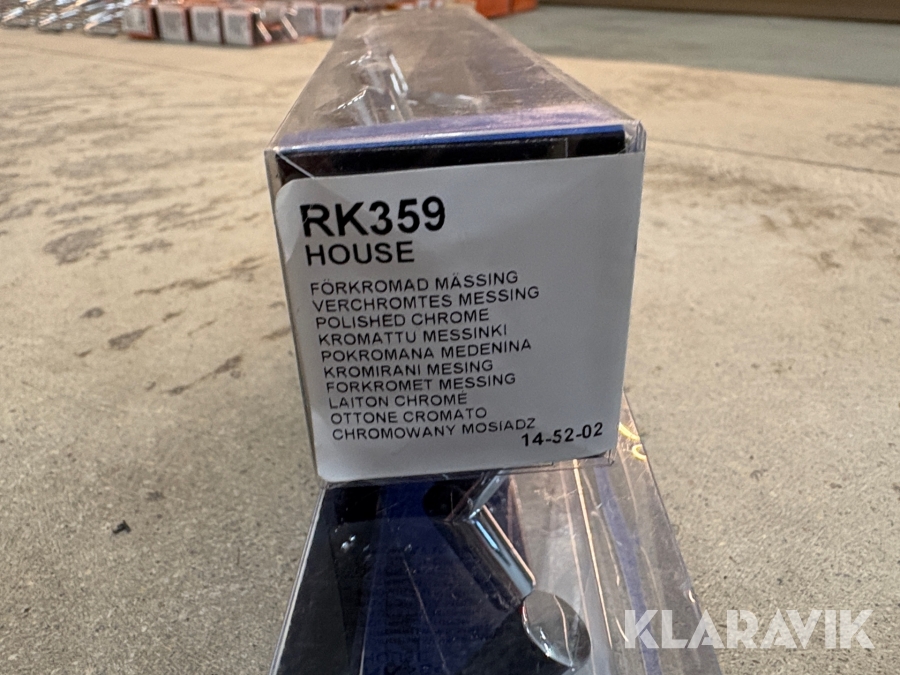 RK359
HOUSE
FÖRKROMAD MÄSSING
VERCHROMTES MESSING
POLISHED CHROME
KROMATTU MESSINKI
POKROMANA MEDENINA
KROMIRANI MESING
FORKROMET MESSING
LAITON CHROMÉ
OTTONE CROMATO
CHROMOWANY MOSIADZ
14-52-02
KLARAVIK